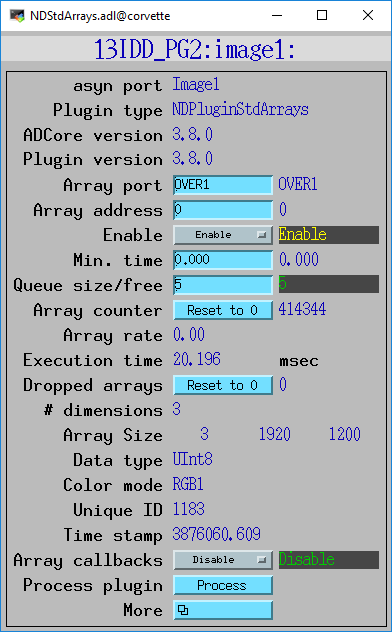 NDStdArrays.adl@corvette
13IDD_PG2:image1:
asyn port Image1
Plugin type NDPluginStdArrays
ADCore version 3.8.0
Plugin version 3.8.0
Array port OVER1 OVER1
Array address 0 0
Enable Enable Enable
Min. time 0.000 0.000
Queue size/free 5 5
Array counter Reset to 0 414344
Array rate 0.00
Execution time 20.196 msec
Dropped arrays Reset to 0 0
# dimensions 3
Array Size 3 1920 1200
Data type UInt8
Color mode RGB1
Unique ID 1183
Time stamp 3876060.609
Array callbacks Disable Disable
Process plugin Process
More